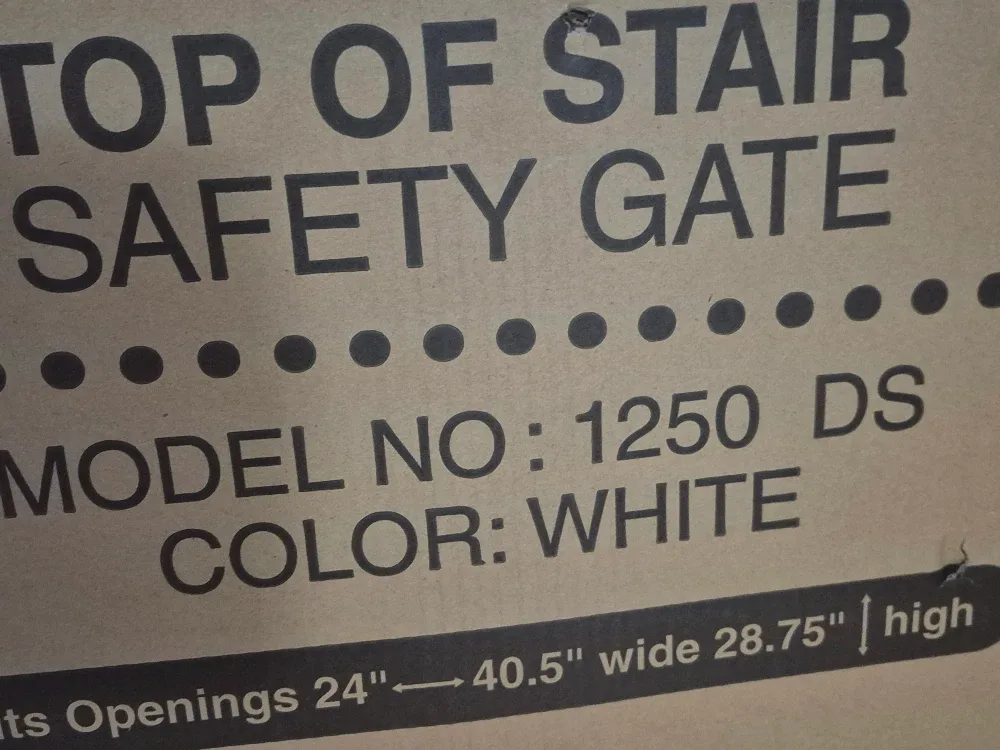 TOP OF STAIR
SAFETY GATE
MODEL NO: 1250 DS
COLOR: WHITE
its Openings 24" ⟷ 40.5" wide 28.75" ↕ high